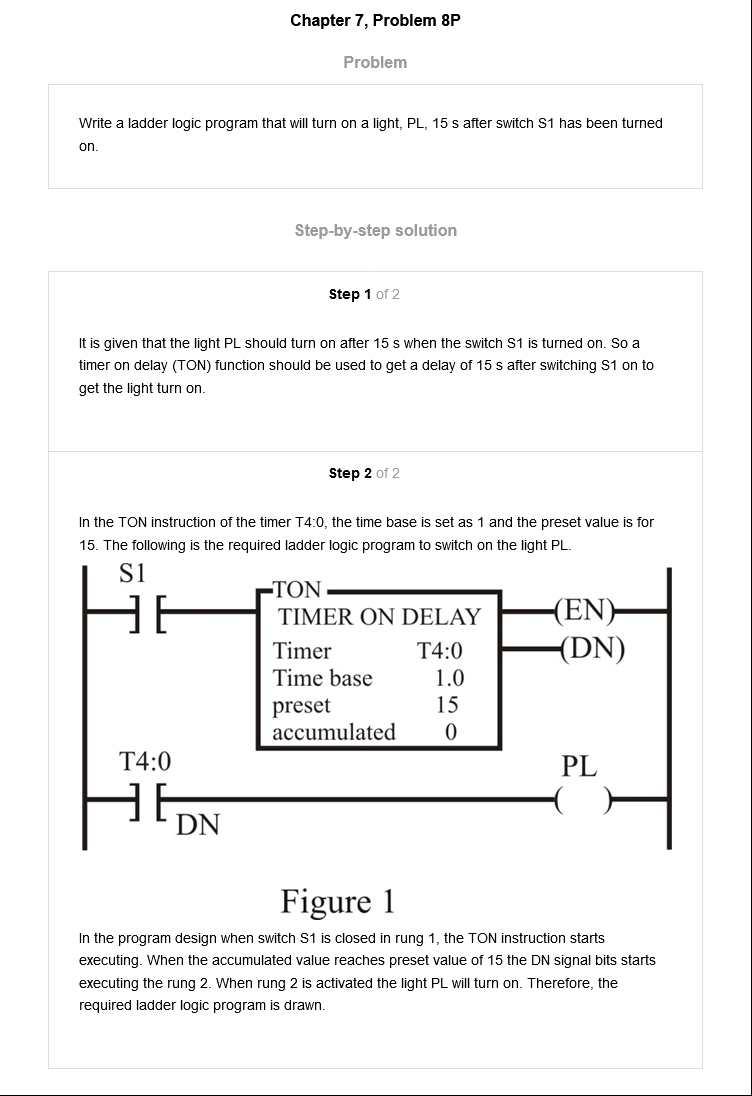 Chapter 7, Problem 8P
Problem
Write a ladder logic program that will turn on a light, PL, 15 s after switch S1 has been turned
on.
Step-by-step solution
Step 1 of 2
It is given that the light PL should turn on after 15 s when the switch S1 is turned on. So a
timer on delay (TON) function should be used to get a delay of 15 s after switching S1 on to
get the light turn on.
Step 2 of 2
In the TON instruction of the timer T4:0, the time base is set as 1 and the preset value is for
15. The following is the required ladder logic program to switch on the light PL.
S1
TON
TIMER ON DELAY
(EN)
Timer T4:0
(DN)
Time base 1.0
preset 15
accumulated 0
T4:0
PL
DN
Figure 1
In the program design when switch S1 is closed in rung 1, the TON instruction starts
executing. When the accumulated value reaches preset value of 15 the DN signal bits starts
executing the rung 2. When rung 2 is activated the light PL will turn on. Therefore, the
required ladder logic program is drawn.